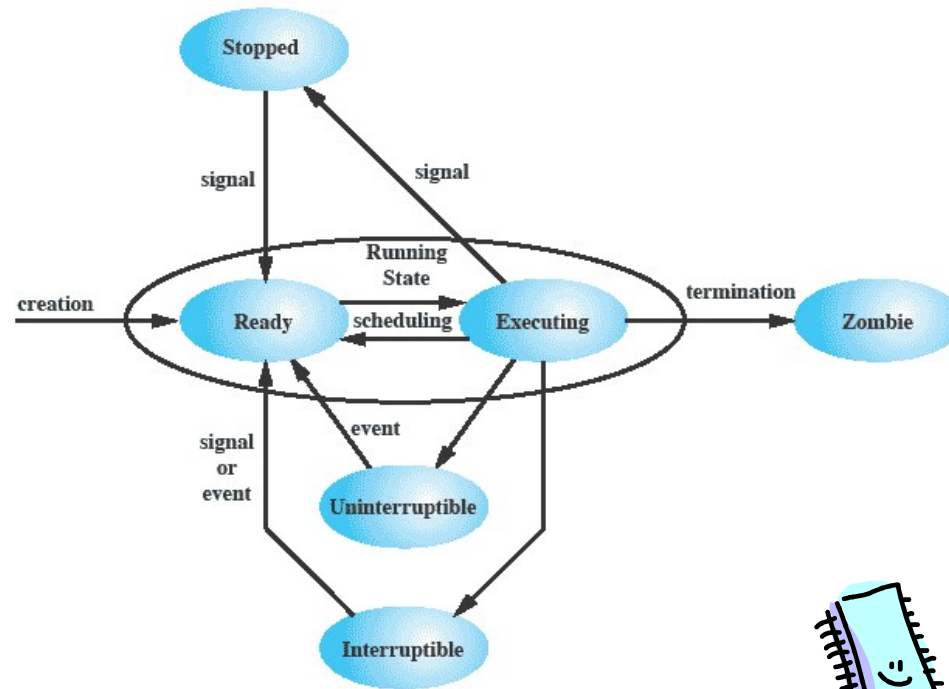 Stopped
signal
signal
Running
State
creation
Ready
scheduling
Executing
termination
Zombie
event
signal
or
event
Uninterruptible
Interruptible